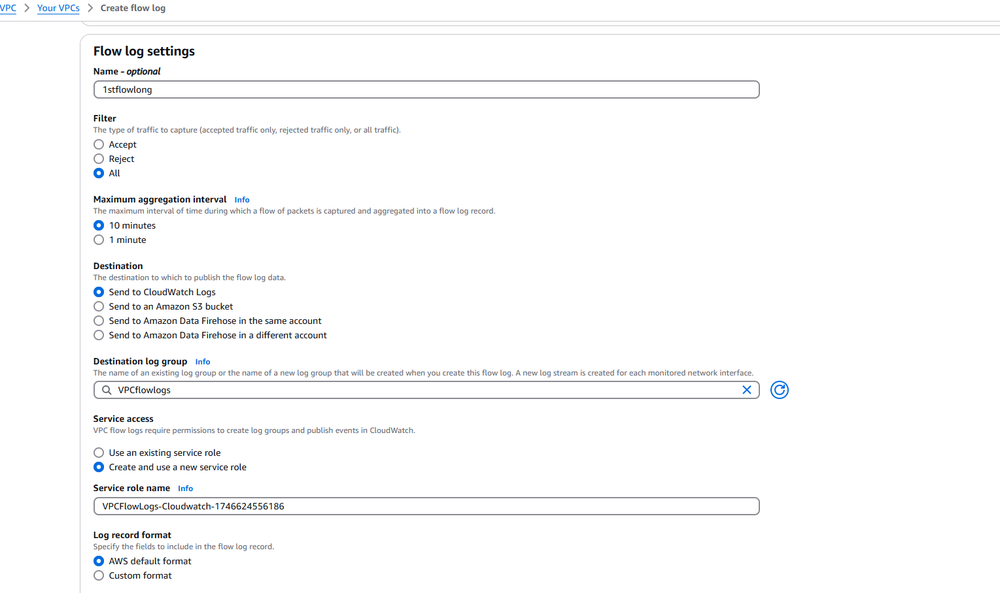 VPC > Your VPCs > Create flow log
Flow log settings
Name - optional
1stflowlong
Filter
The type of traffic to capture (accepted traffic only, rejected traffic only, or all traffic).
Accept
Reject
All
Maximum aggregation interval Info
The maximum interval of time during which a flow of packets is captured and aggregated into a flow log record.
10 minutes
1 minute
Destination
The destination to which to publish the flow log data.
Send to CloudWatch Logs
Send to an Amazon S3 bucket
Send to Amazon Data Firehose in the same account
Send to Amazon Data Firehose in a different account
Destination log group Info
The name of an existing log group or the name of a new log group that will be created when you create this flow log. A new log stream is created for each monitored network interface.
VPCflowlogs
Service access
VPC flow logs require permissions to create log groups and publish events in CloudWatch.
Use an existing service role
Create and use a new service role
Service role name Info
VPCFlowLogs-Cloudwatch-1746624556186
Log record format
Specify the fields to include in the flow log record.
AWS default format
Custom format